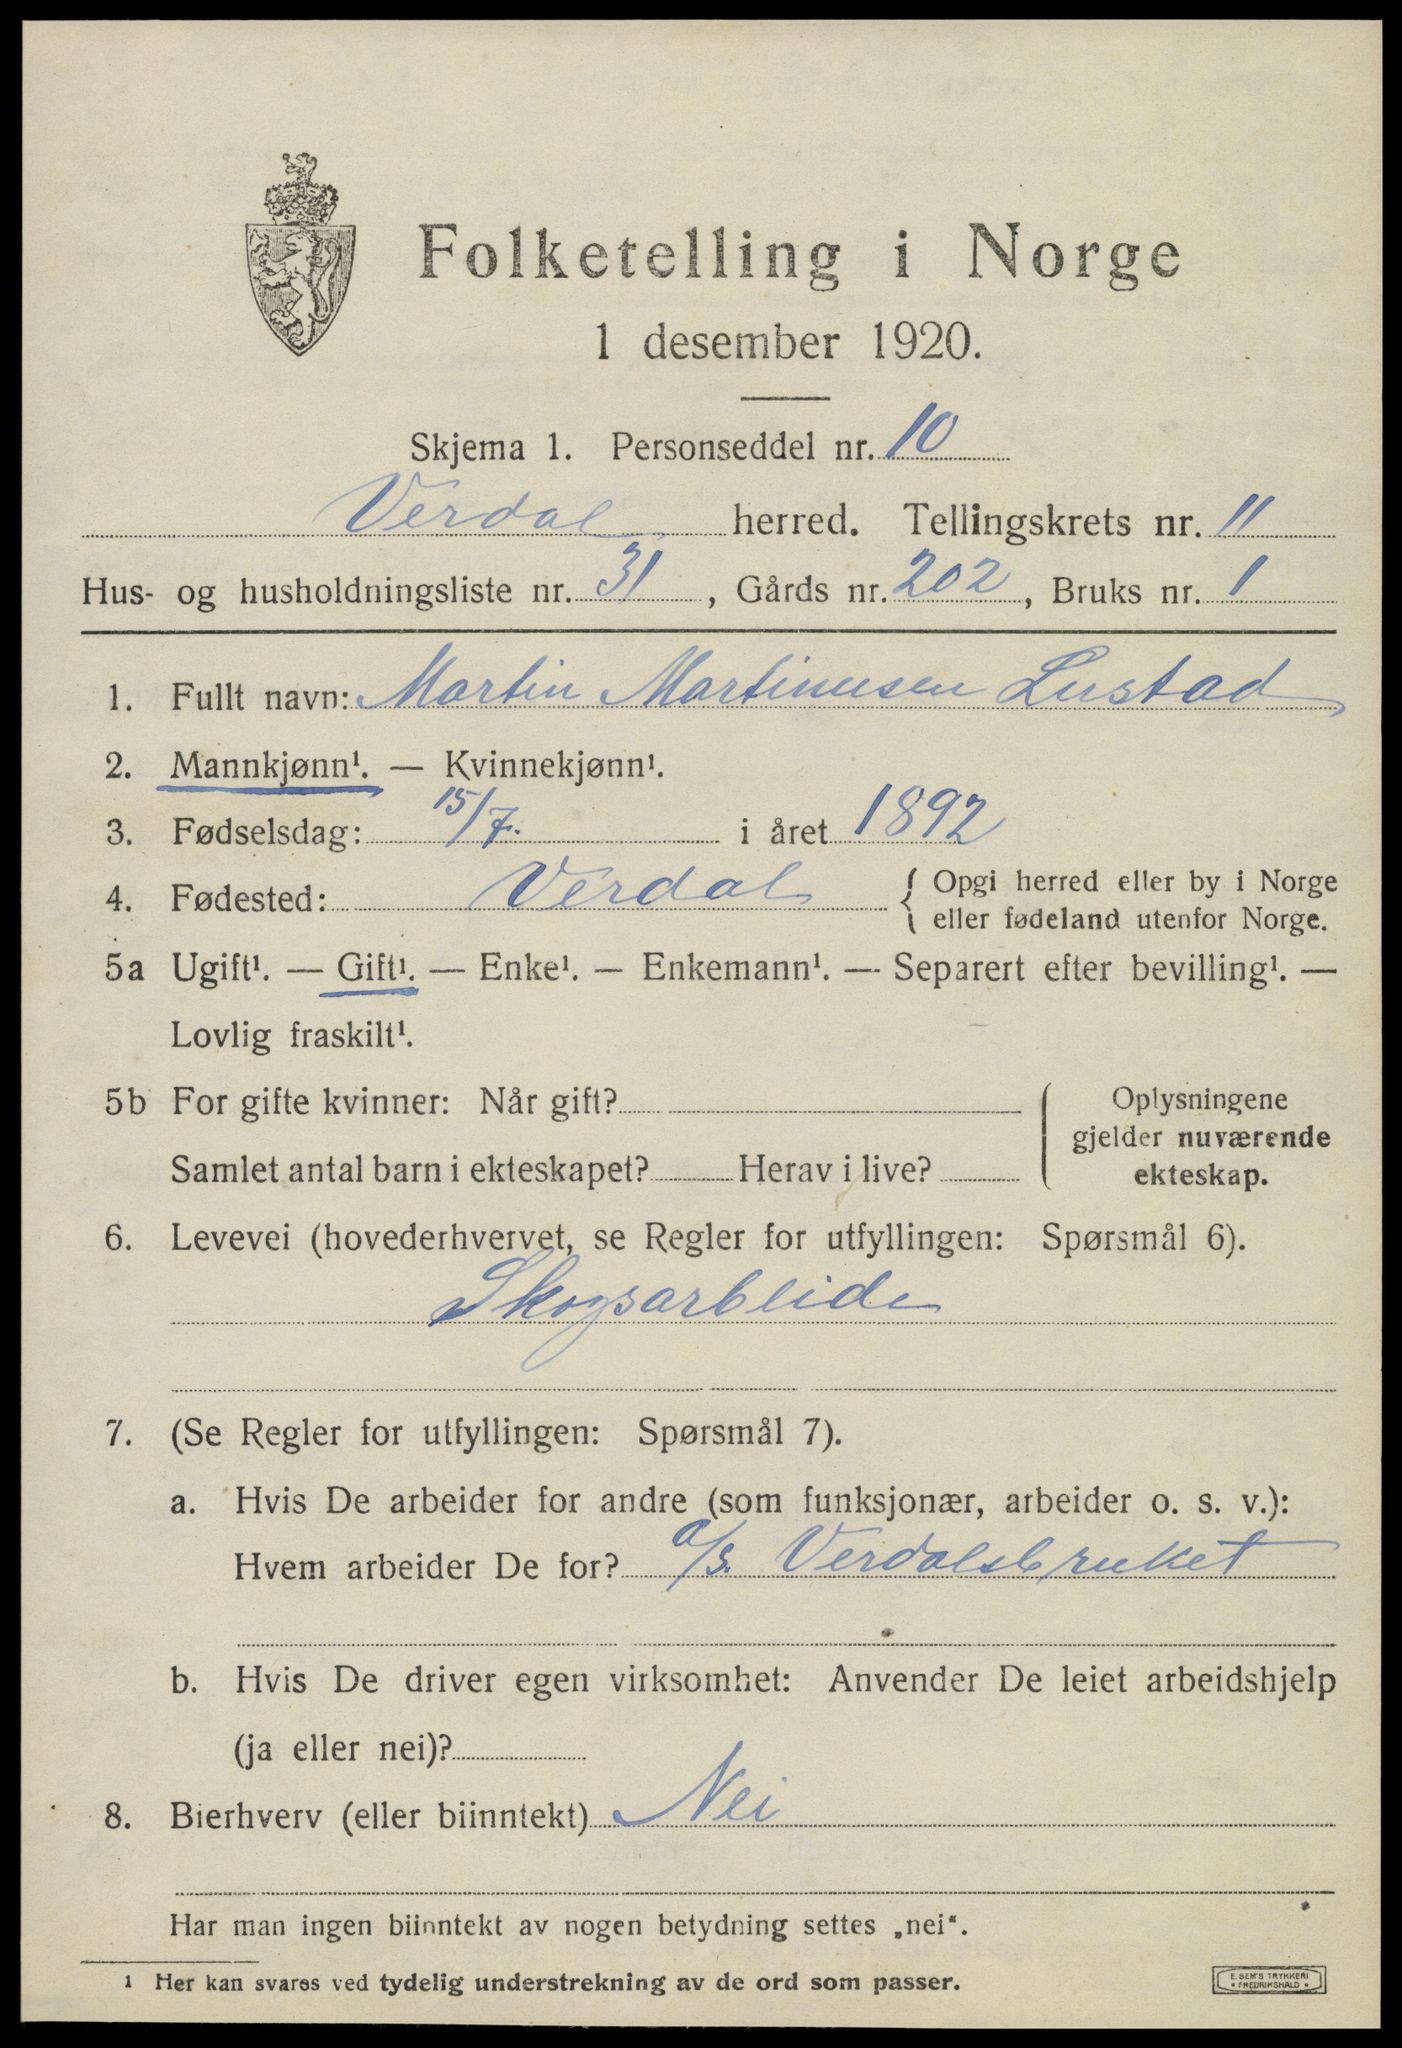 Folketelling i Norge
1 desember 1920.
Skjema 1. Personseddel nr. 10
Verdal herred. Tellingskrets nr. 11
Hus- og husholdningsliste nr. 31, Gårds nr. 202, Bruks nr. 1
1. Fullt navn: Martin Martinusen Lustad
2. Mannkjønn¹. — Kvinnekjønn¹.
3. Fødselsdag: 15/7. i året 1892
4. Fødested: Verdal { Opgi herred eller by i Norge
eller fødeland utenfor Norge.
5a Ugift¹. — Gift¹. — Enke¹. — Enkemann¹. — Separert efter bevilling¹. —
Lovlig fraskilt¹.
5b For gifte kvinner: Når gift?
Samlet antal barn i ekteskapet? Herav i live?
Oplysningene
gjelder nuværende
ekteskap.
6. Levevei (hovederhvervet, se Regler for utfyllingen: Spørsmål 6).
Skogsarbeide
7. (Se Regler for utfyllingen: Spørsmål 7).
a. Hvis De arbeider for andre (som funksjonær, arbeider o. s. v.):
Hvem arbeider De for? a/s. Verdalsbruket
b. Hvis De driver egen virksomhet: Anvender De leiet arbeidshjelp
(ja eller nei)?
8. Bierhverv (eller biinntekt) Nei
Har man ingen biinntekt av nogen betydning settes „nei“.
1 Her kan svares ved tydelig understrekning av de ord som passer.
E. SEM'S TRYKKERI
• FREDRIKSHALD •